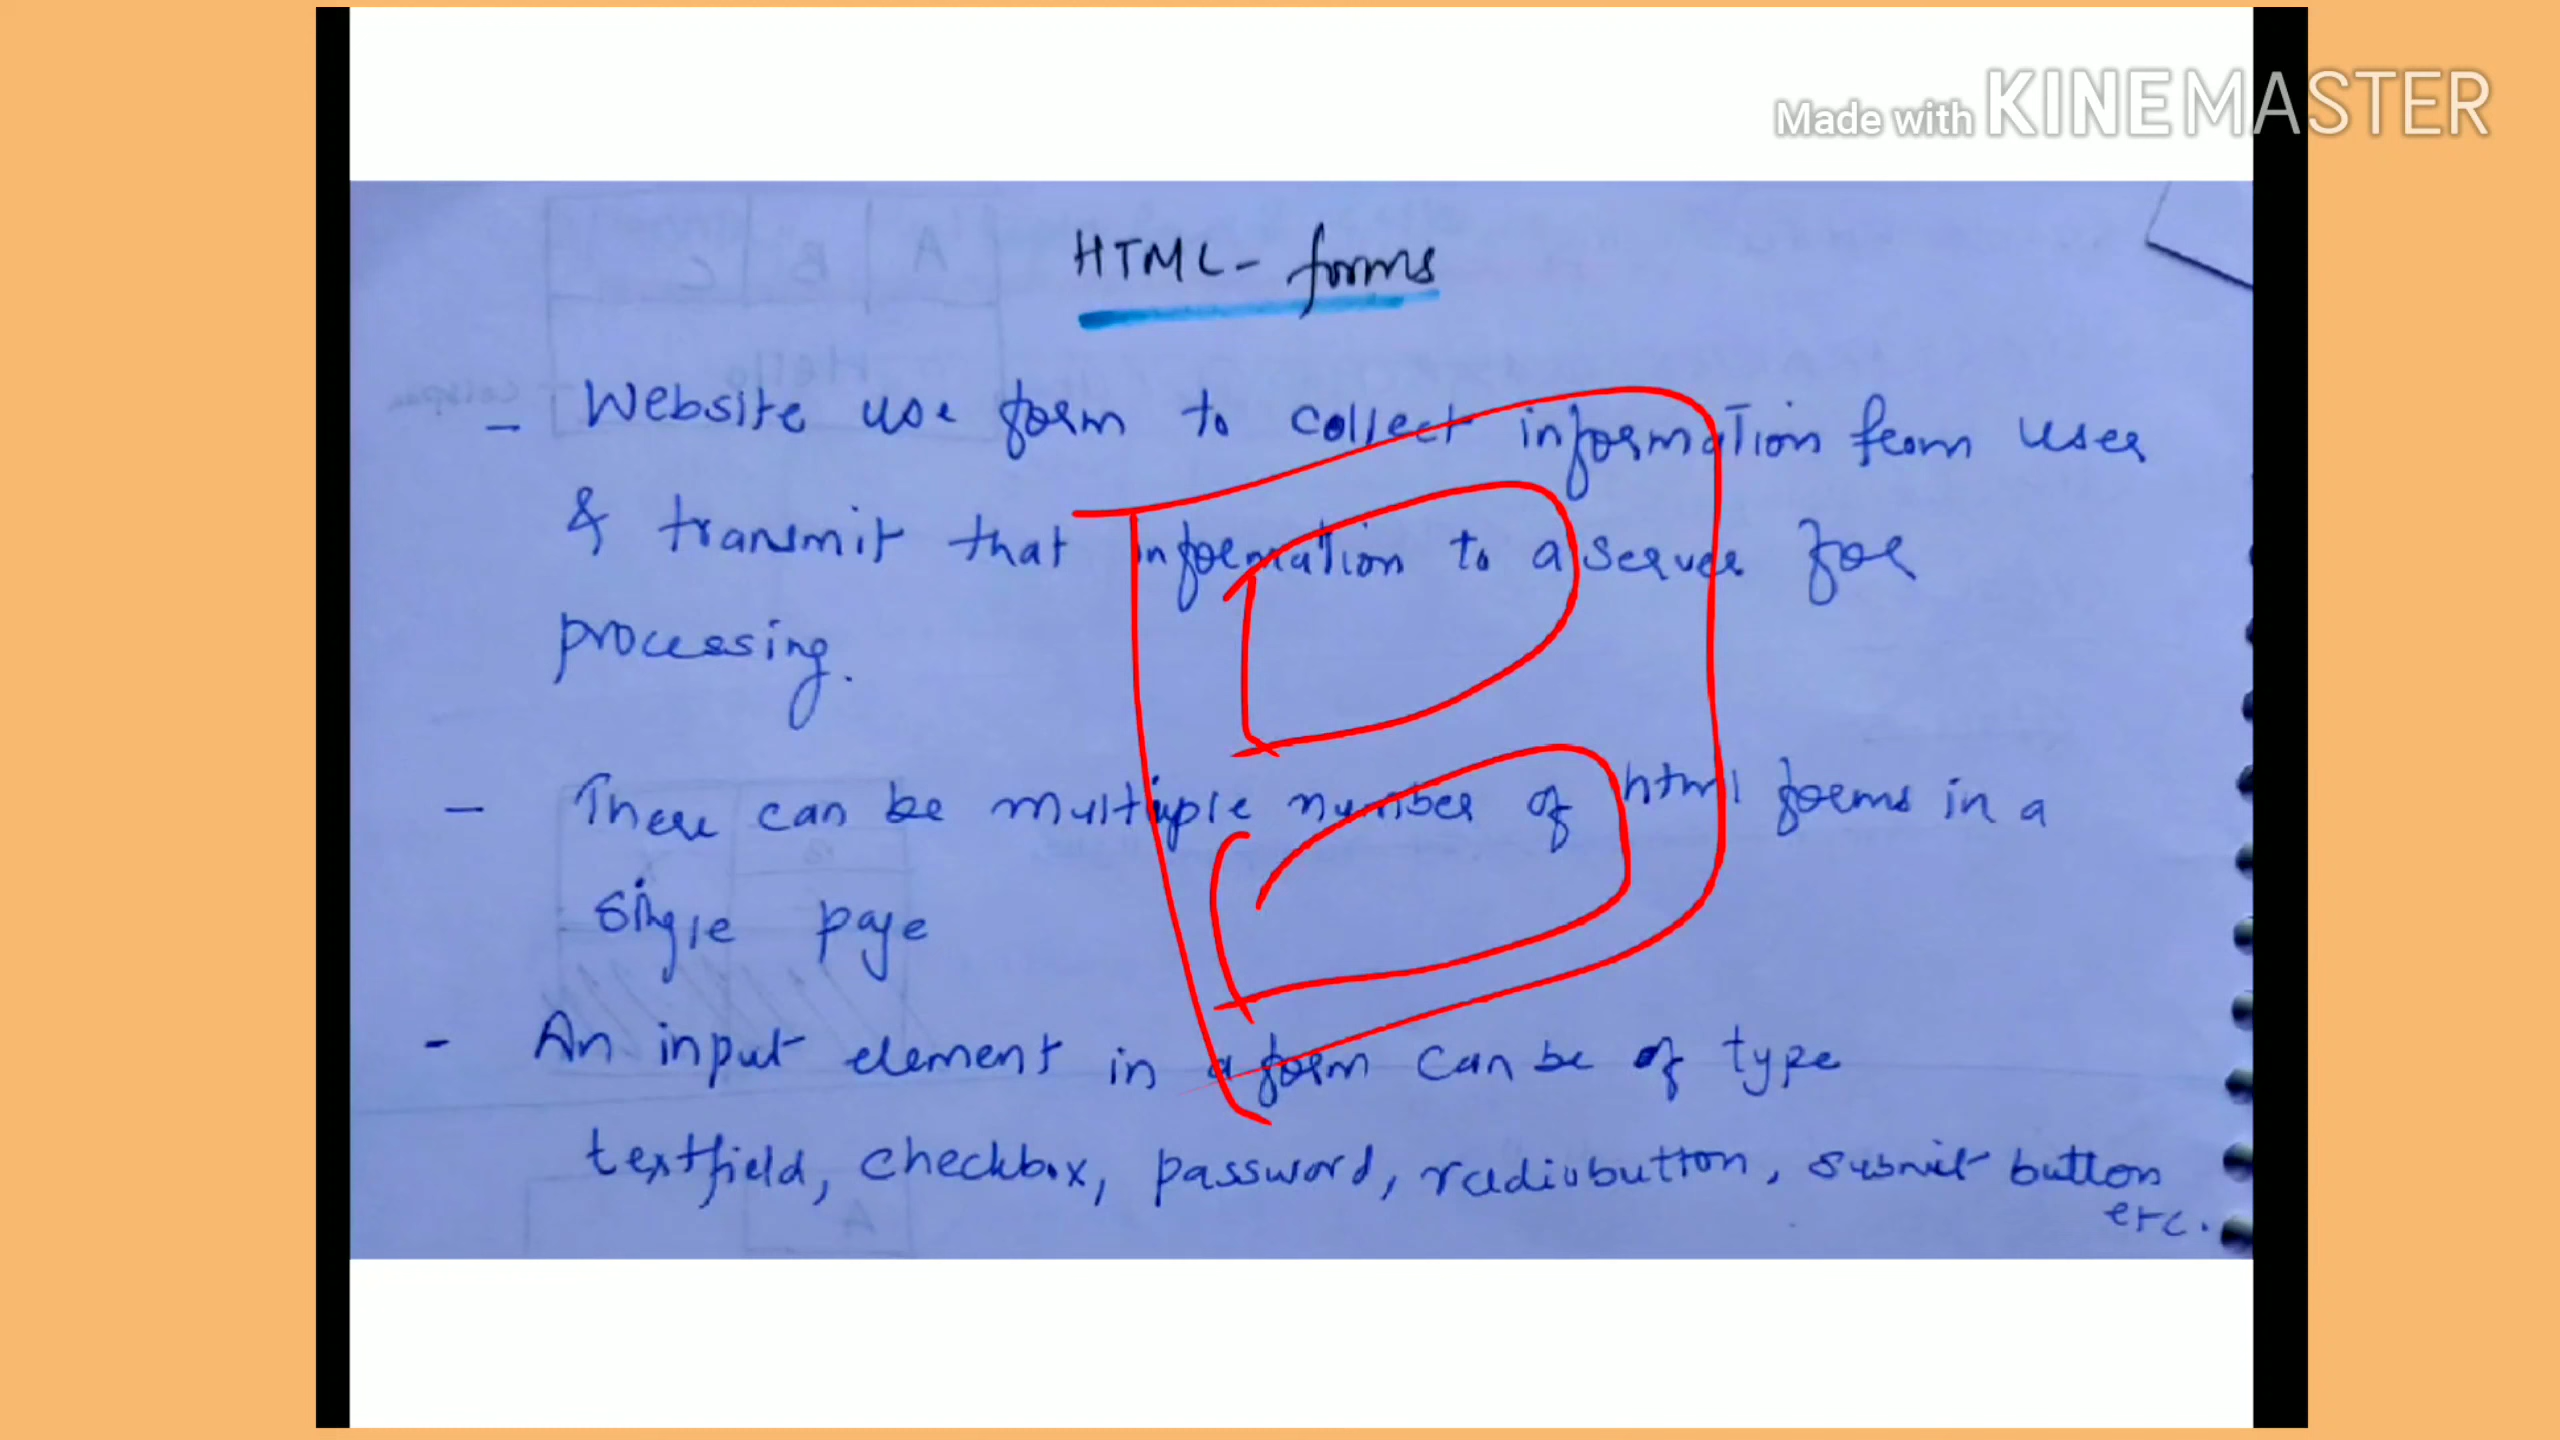 Made with KINEMASTER
HTML- forms
- Website use form to collect information from user
& transmit that information to a server for
processing.
- There can be multiple number of html forms in a
single page
- An input element in a form can be of type
textfield, checkbox, password, radiobutton, submit button
etc.